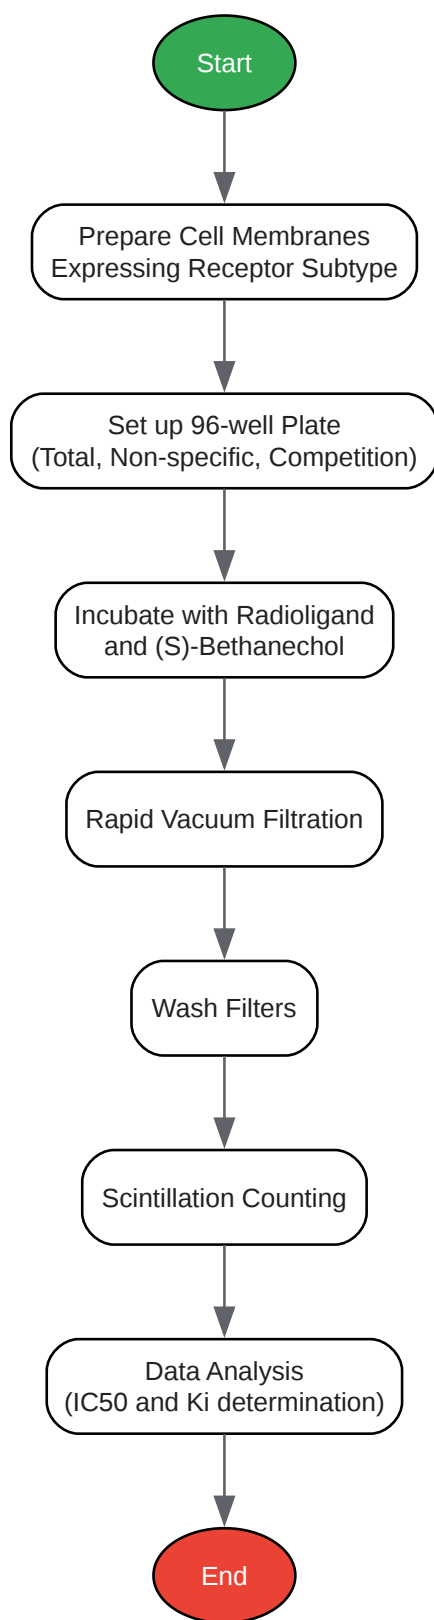 Start
Prepare Cell Membranes
Expressing Receptor Subtype
Set up 96-well Plate
(Total, Non-specific, Competition)
Incubate with Radioligand
and (S)-Bethanechol
Rapid Vacuum Filtration
Wash Filters
Scintillation Counting
Data Analysis
(IC50 and Ki determination)
End